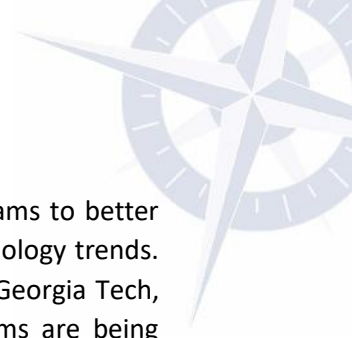 ams to better
ology trends.
Georgia Tech,
ms are being